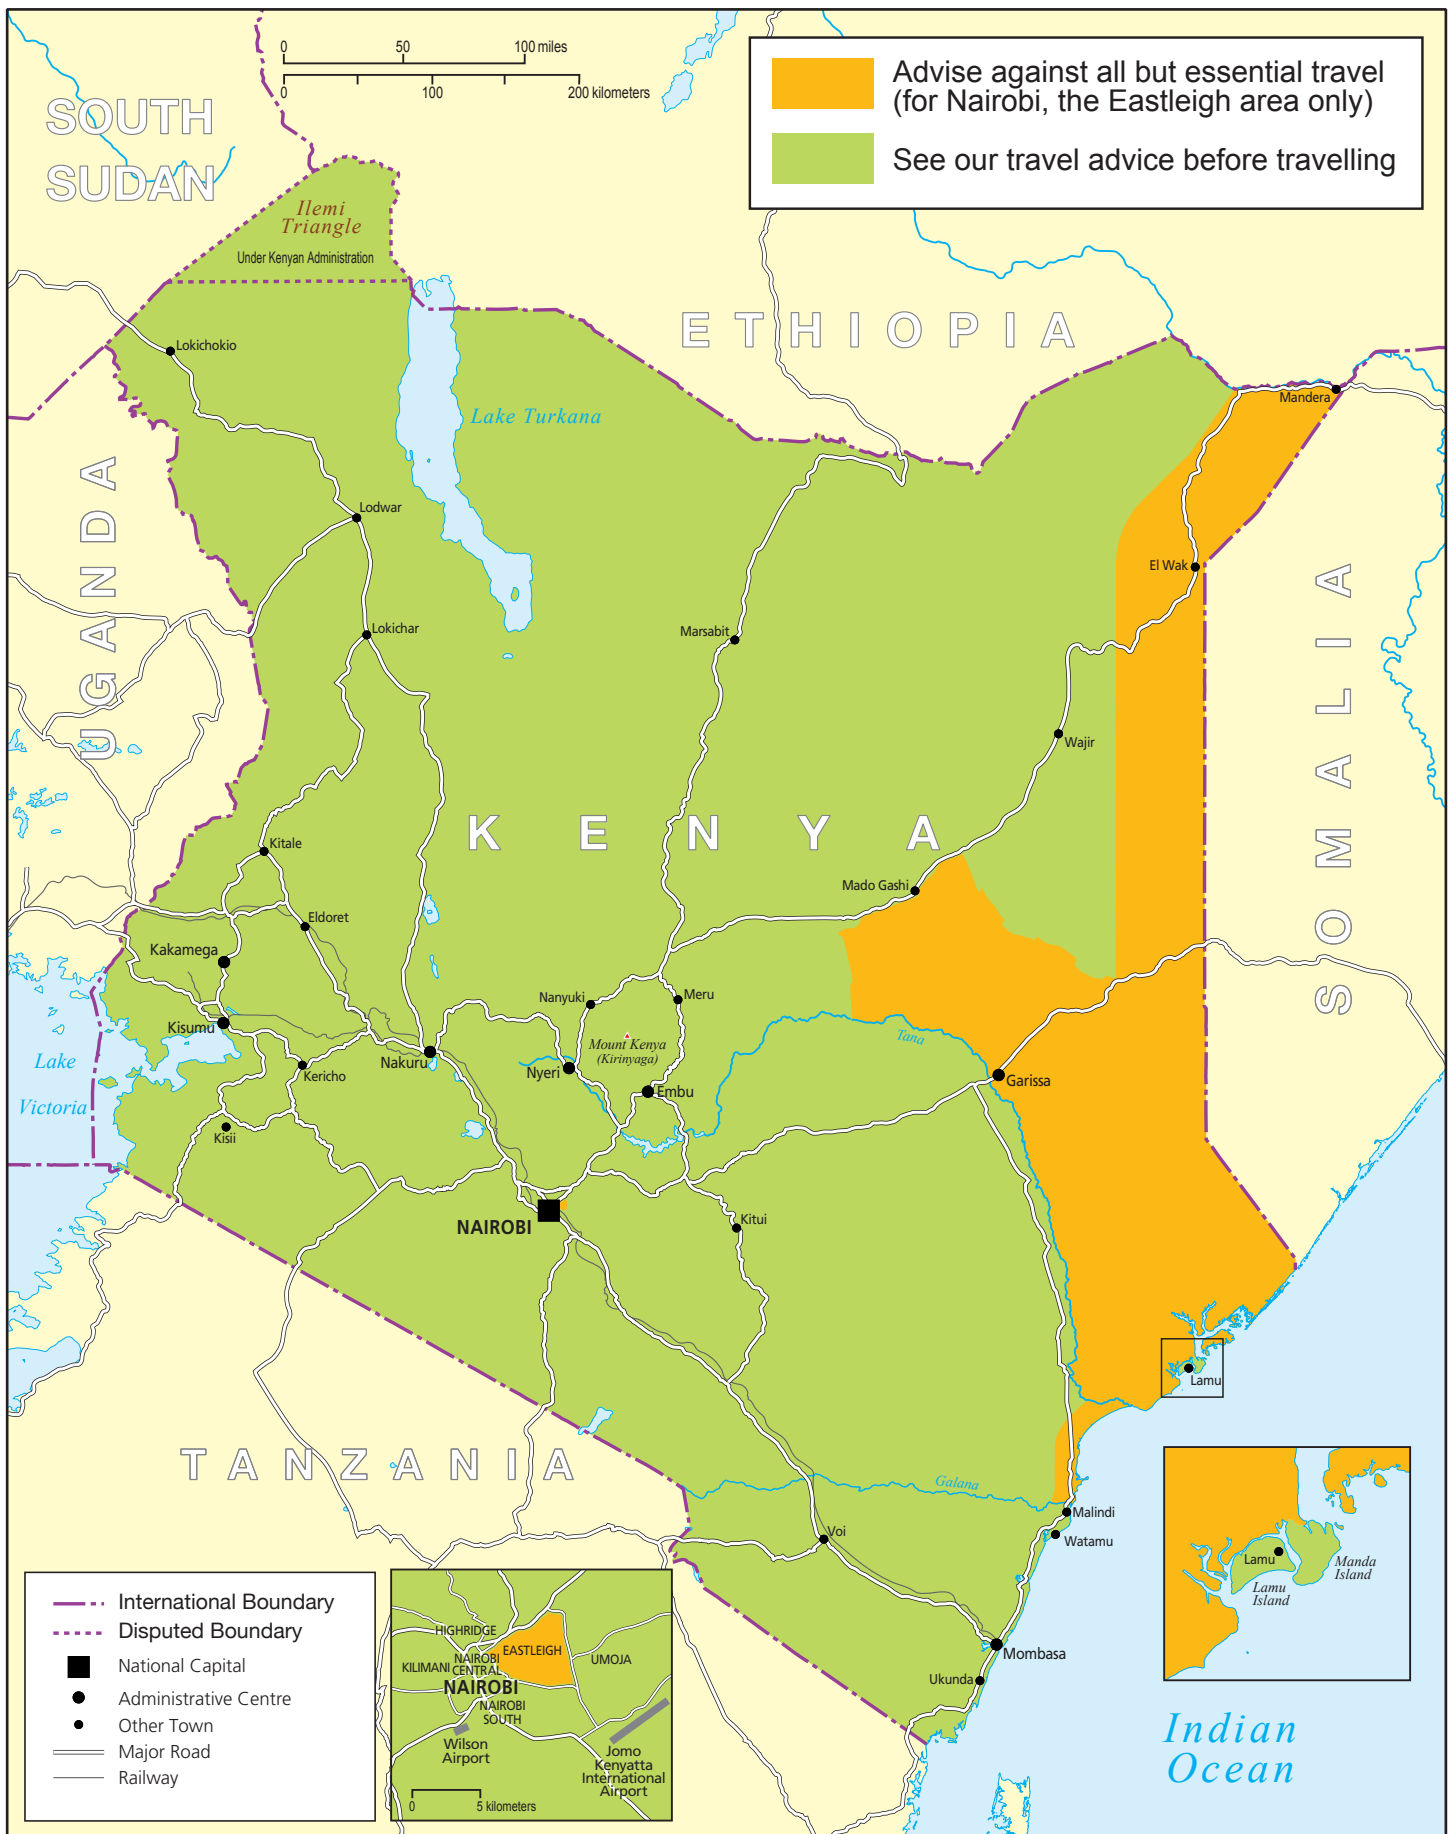 0 50 100 miles
0 100 200 kilometers
Advise against all but essential travel
(for Nairobi, the Eastleigh area only)
See our travel advice before travelling
SOUTH
SUDAN
Ilemi
Triangle
Under Kenyan Administration
ETHIOPIA
Lokichokio
Lake Turkana
Mandera
UGANDA
Lodwar
El Wak
SOMALIA
Lokichar
Marsabit
Wajir
KENYA
Kitale
Mado Gashi
Eldoret
Kakamega
Nanyuki
Meru
Kisumu
Mount Kenya
(Kirinyaga)
Tana
Lake
Victoria
Nakuru
Kericho
Nyeri
Embu
Garissa
Kisii
NAIROBI
Kitui
Lamu
TANZANIA
Galana
Malindi
Watamu
Voi
Mombasa
Ukunda
Lamu
Manda
Island
Lamu
Island
Indian
Ocean
International Boundary
Disputed Boundary
National Capital
Administrative Centre
Other Town
Major Road
Railway
HIGHRIDGE
EASTLEIGH
NAIROBI
CENTRAL
KILIMANI
UMOJA
NAIROBI
NAIROBI
SOUTH
Wilson
Airport
Jomo
Kenyatta
International
Airport
0 5 kilometers